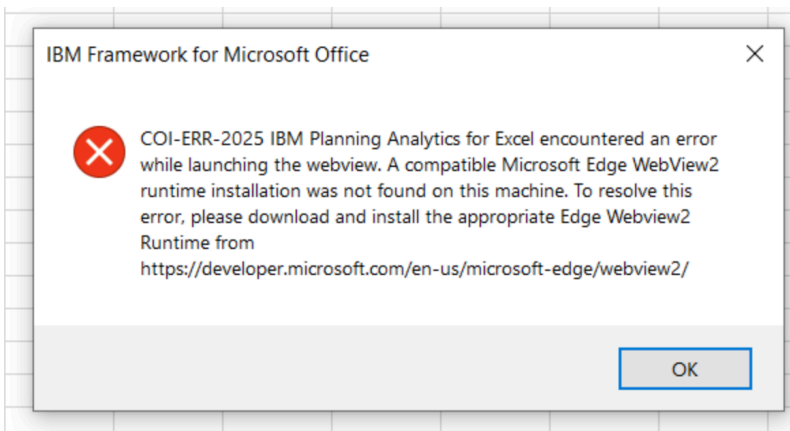 IBM Framework for Microsoft Office
COI-ERR-2025 IBM Planning Analytics for Excel encountered an error
while launching the webview. A compatible Microsoft Edge WebView2
runtime installation was not found on this machine. To resolve this
error, please download and install the appropriate Edge Webview2
Runtime from
https://developer.microsoft.com/en-us/microsoft-edge/webview2/
OK